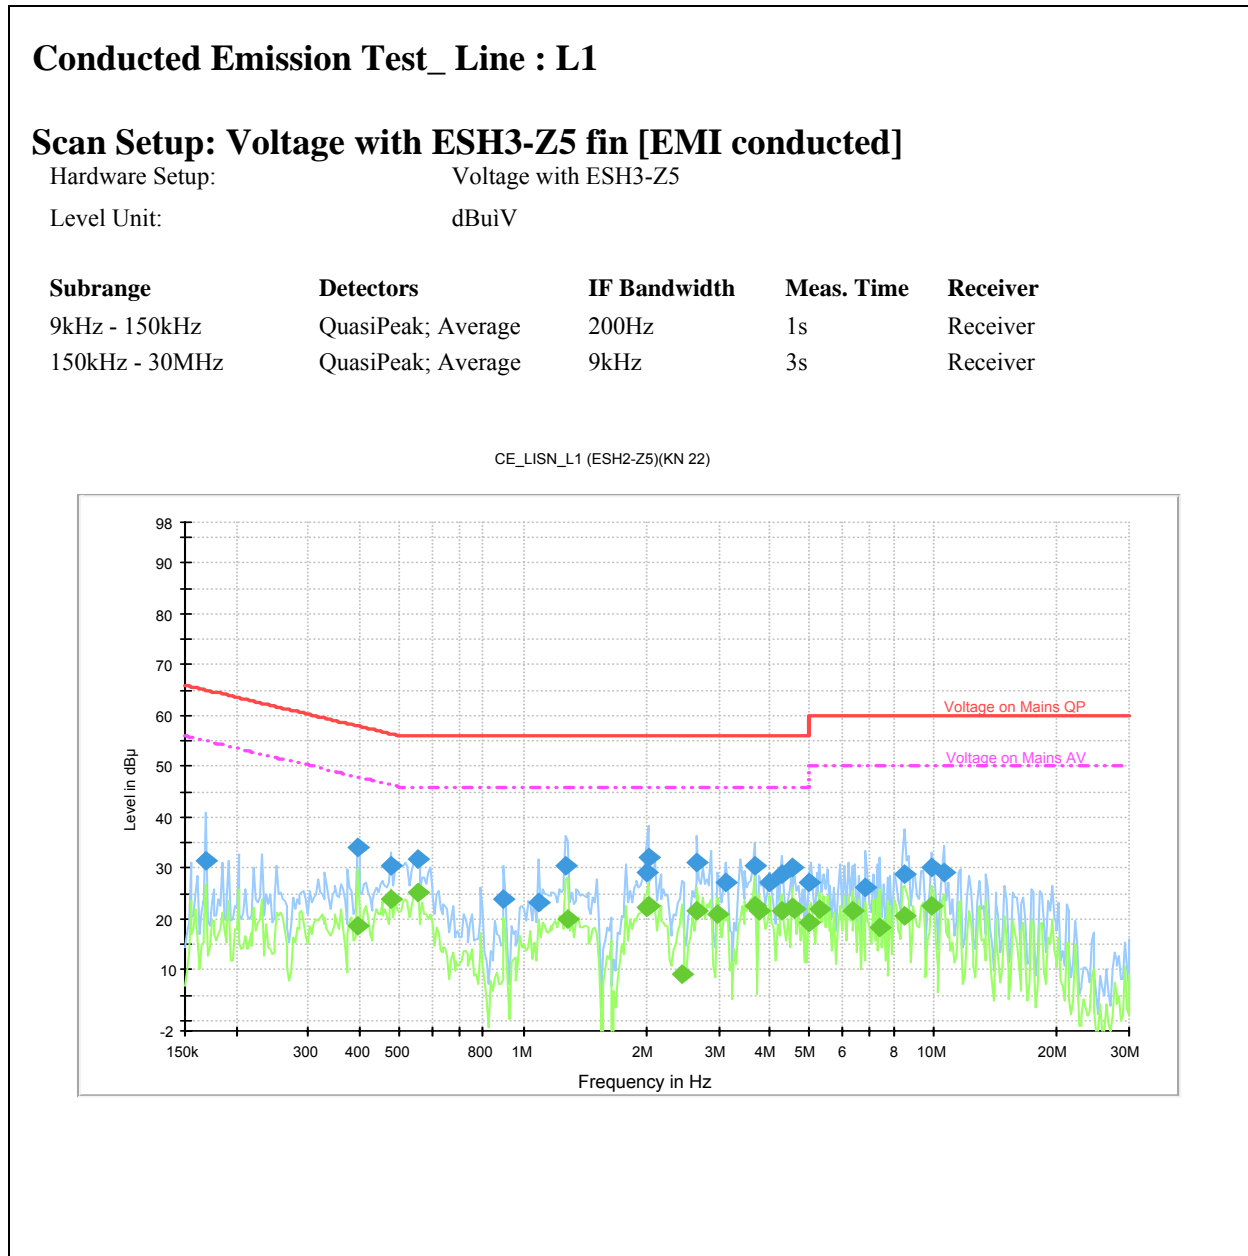 Conducted Emission Test_ Line : L1
Scan Setup: Voltage with ESH3-Z5 fin [EMI conducted]
Hardware Setup: Voltage with ESH3-Z5
Level Unit: dBuìV
Subrange Detectors IF Bandwidth Meas. Time Receiver
9kHz - 150kHz QuasiPeak; Average 200Hz 1s Receiver
150kHz - 30MHz QuasiPeak; Average 9kHz 3s Receiver
CE_LISN_L1 (ESH2-Z5)(KN 22)
98
90
80
70
60
50
40
30
20
10
-2
Level in dBµ
Voltage on Mains QP
Voltage on Mains AV
150k 300 400 500 800 1M 2M 3M 4M 5M 6 8 10M 20M 30M
Frequency in Hz